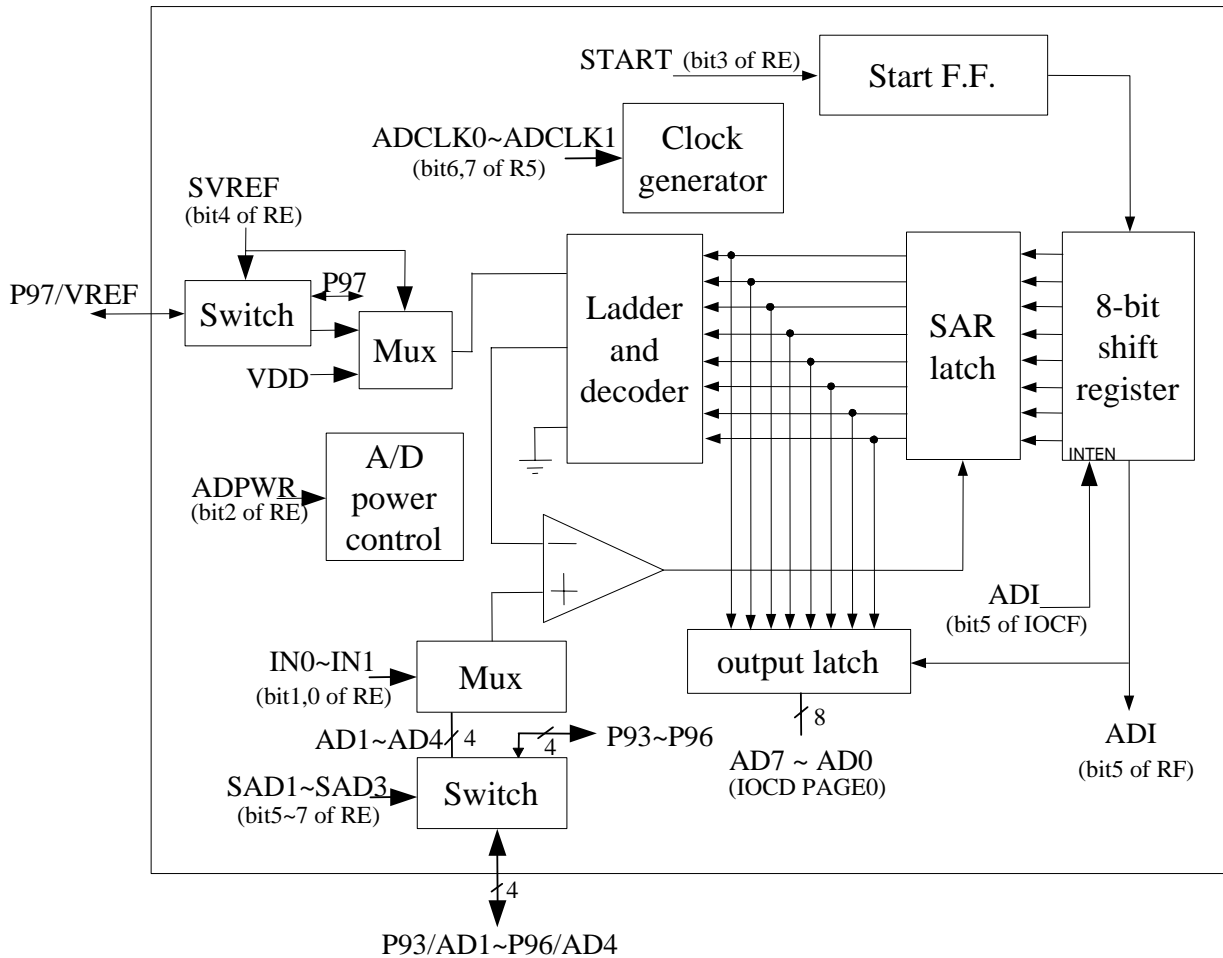 START (bit3 of RE)
Start F.F.
ADCLK0~ADCLK1
(bit6,7 of R5)
Clock
generator
SVREF
(bit4 of RE)
P97/VREF
Switch
P97
Mux
VDD
Ladder
and
decoder
SAR
latch
8-bit
shift
register
INTEN
ADPWR
(bit2 of RE)
A/D
power
control
ADI
(bit5 of IOCF)
IN0~IN1
(bit1,0 of RE)
Mux
output latch
8
AD7 ~ AD0
(IOCD PAGE0)
ADI
(bit5 of RF)
AD1~AD4
4
4
P93~P96
SAD1~SAD3
(bit5~7 of RE)
Switch
4
P93/AD1~P96/AD4